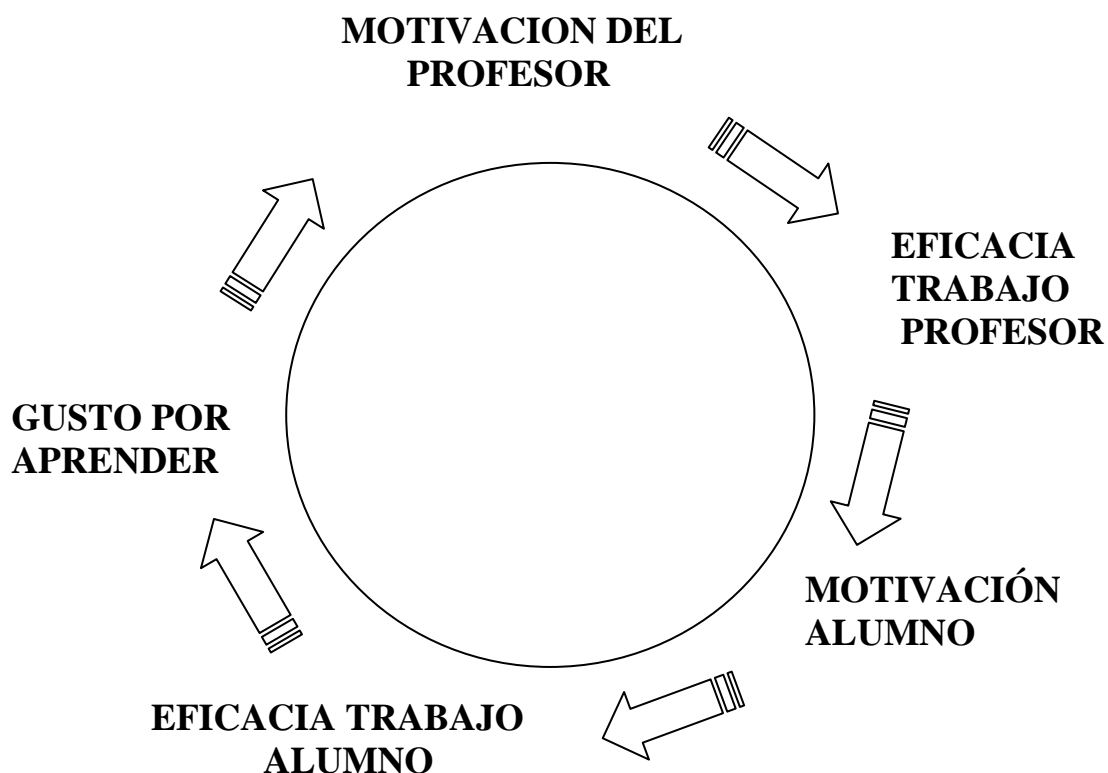 MOTIVACION DEL
PROFESOR
EFICACIA
TRABAJO
PROFESOR
MOTIVACIÓN
ALUMNO
EFICACIA TRABAJO
ALUMNO
GUSTO POR
APRENDER